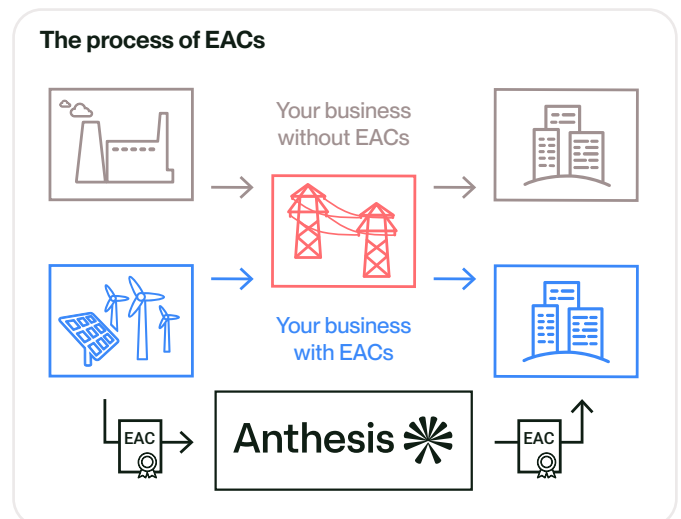 The process of EACs
Your business
without EACs
Your business
with EACs
EAC
Anthesis
EAC